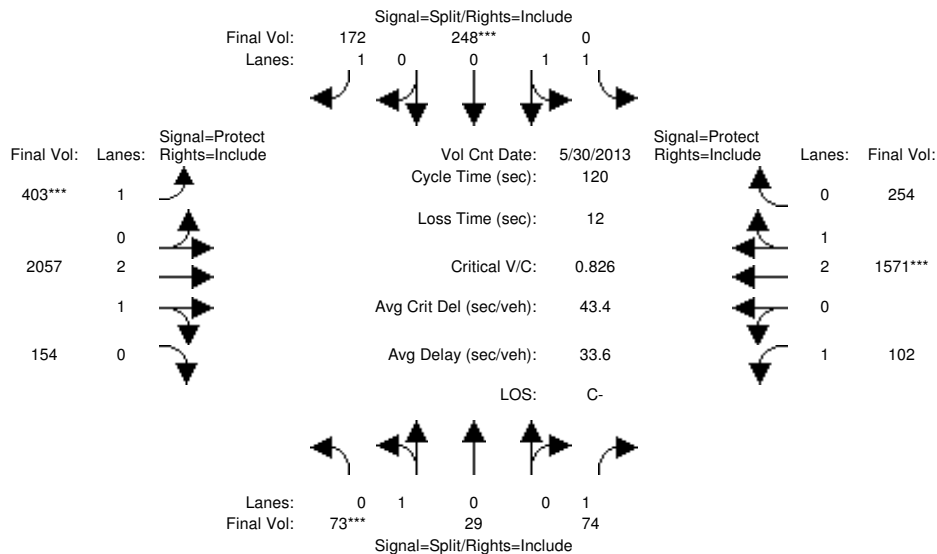 Signal=Split/Rights=Include
Final Vol: 172 248*** 0
Lanes: 1 0 0 1 1
Signal=Protect Signal=Protect
Final Vol: Lanes: Rights=Include Vol Cnt Date: 5/30/2013 Rights=Include Lanes: Final Vol:
Cycle Time (sec): 120
403*** 1 0 254
Loss Time (sec): 12
0 1
2057 2 Critical V/C: 0.826 2 1571***
1 Avg Crit Del (sec/veh): 43.4 0
154 0 Avg Delay (sec/veh): 33.6 1 102
LOS: C-
Lanes: 0 1 0 0 1
Final Vol: 73*** 29 74
Signal=Split/Rights=Include